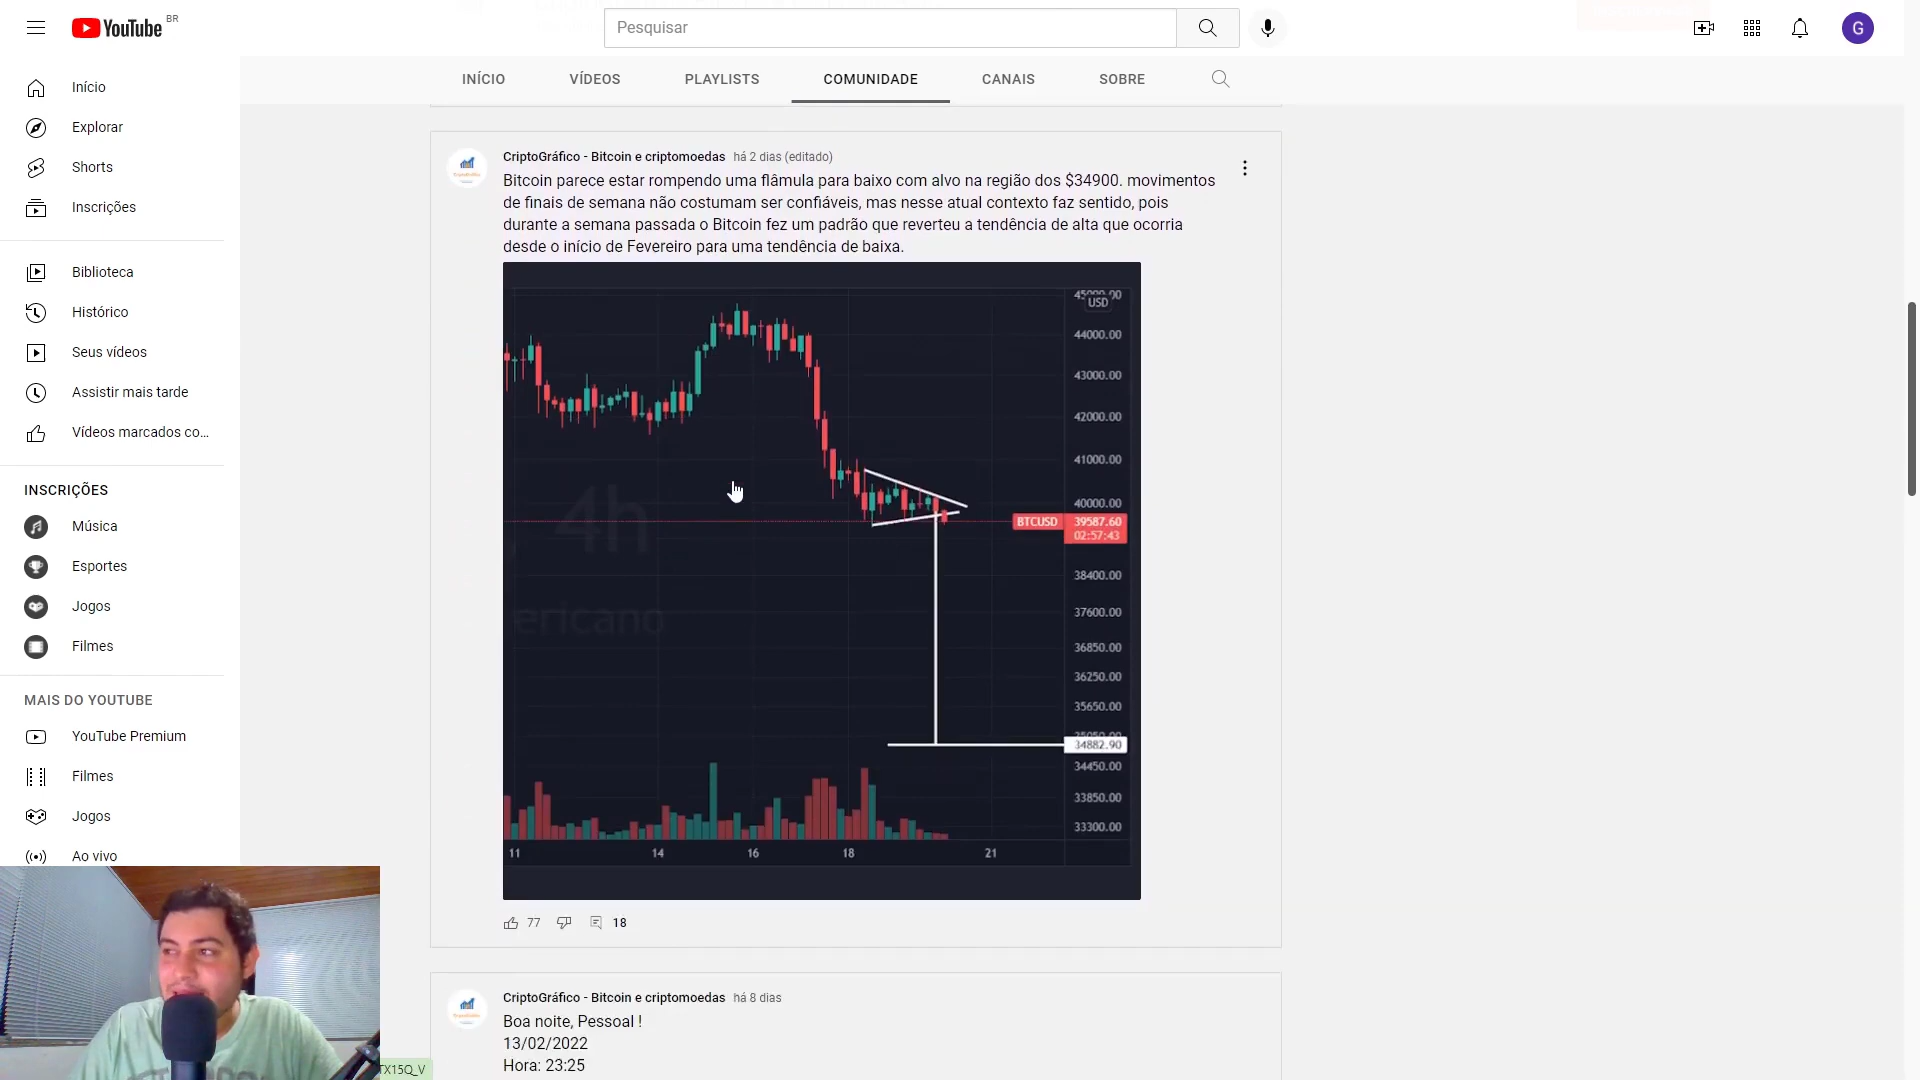 YouTube BR
Pesquisar
G
INÍCIO VÍDEOS PLAYLISTS COMUNIDADE CANAIS SOBRE
Início
Explorar
Shorts
Inscrições
Biblioteca
Histórico
Seus vídeos
Assistir mais tarde
Vídeos marcados co...
INSCRIÇÕES
Música
Esportes
Jogos
Filmes
MAIS DO YOUTUBE
YouTube Premium
Filmes
Jogos
Ao vivo
CriptoGráfico - Bitcoin e criptomoedas há 2 dias (editado)
Bitcoin parece estar rompendo uma flâmula para baixo com alvo na região dos $34900. movimentos
de finais de semana não costumam ser confiáveis, mas nesse atual contexto faz sentido, pois
durante a semana passada o Bitcoin fez um padrão que reverteu a tendência de alta que ocorria
desde o início de Fevereiro para uma tendência de baixa.
USD
44000.00
43000.00
42000.00
41000.00
40000.00
BTCUSD 39587.60
02:57:43
38400.00
37600.00
36850.00
36250.00
35650.00
34882.90
34450.00
33850.00
33300.00
4h
ericano
11 14 16 18 21
77 18
CriptoGráfico - Bitcoin e criptomoedas há 8 dias
Boa noite, Pessoal !
13/02/2022
Hora: 23:25
TX15Q_V